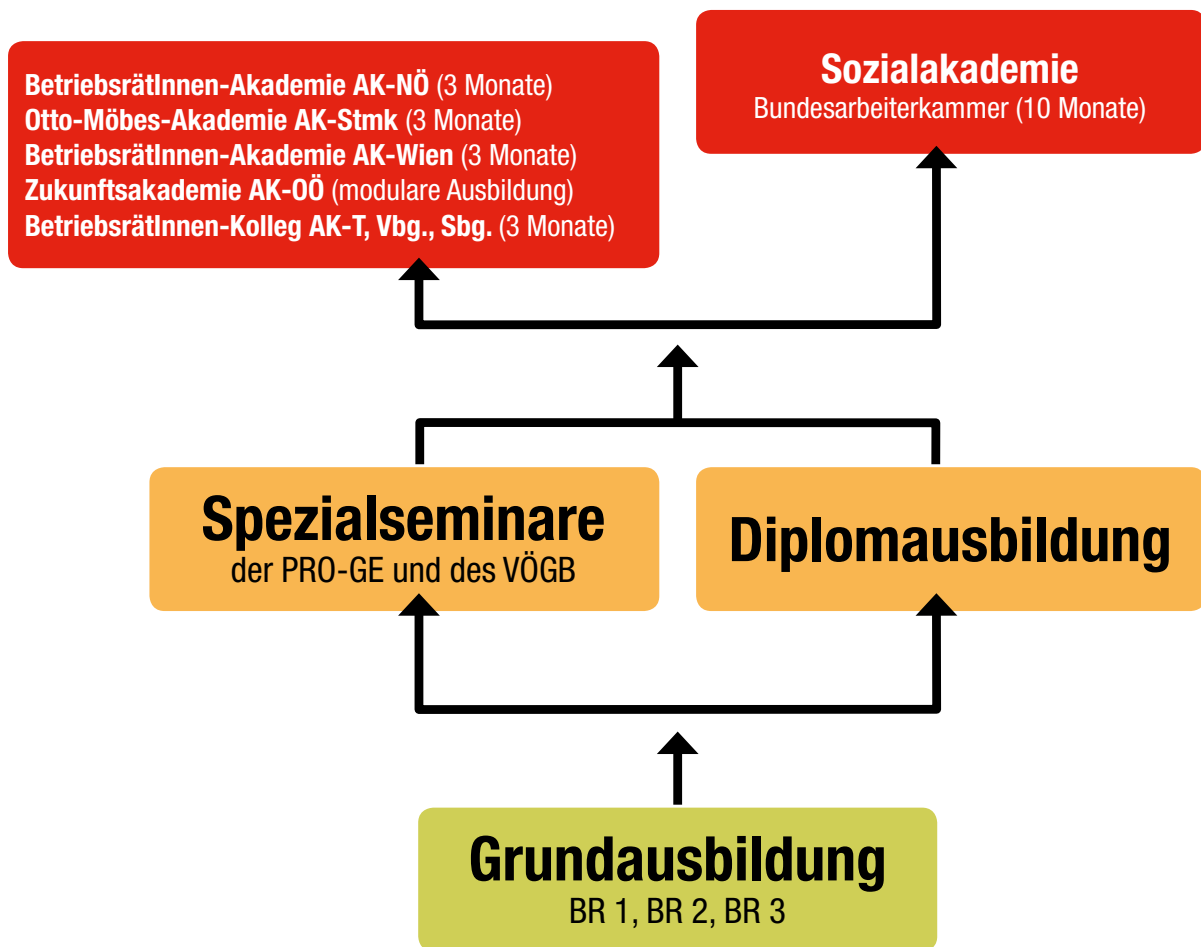 BetriebsrätInnen-Akademie AK-NÖ (3 Monate)
Otto-Möbes-Akademie AK-Stmk (3 Monate)
BetriebsrätInnen-Akademie AK-Wien (3 Monate)
Zukunftsakademie AK-OÖ (modulare Ausbildung)
BetriebsrätInnen-Kolleg AK-T, Vbg., Sbg. (3 Monate)
Sozialakademie
Bundesarbeiterkammer (10 Monate)
Spezialseminare
der PRO-GE und des VÖGB
Diplomausbildung
Grundausbildung
BR 1, BR 2, BR 3